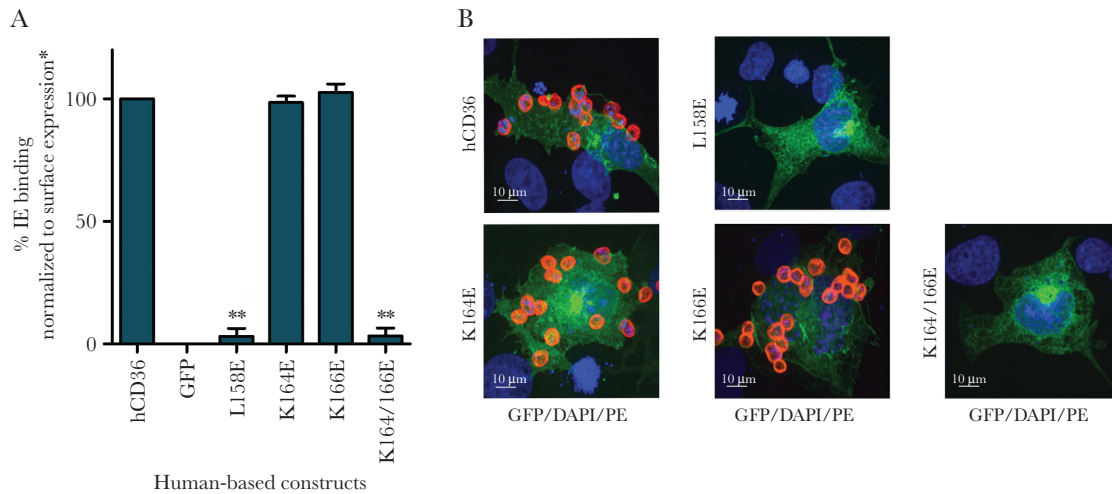 A
% IE binding
normalized to surface expression*
100
50
0
**
**
hCD36
GFP
L158E
K164E
K166E
K164/166E
Human-based constructs
B
hCD36
10 µm
L158E
10 µm
K164E
10 µm
K166E
10 µm
K164/166E
10 µm
GFP/DAPI/PE
GFP/DAPI/PE
GFP/DAPI/PE